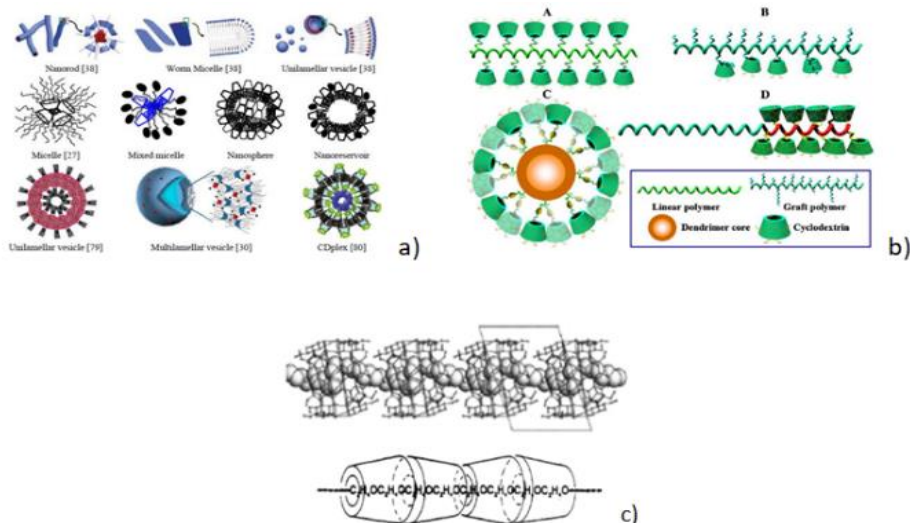 Nanorod [38] Worm Micelle [38] Unilamellar vesicle [38]
Micelle [27] Mixed micelle Nanosphere Nanoreservoir
Unilamellar vesicle [79] Multilamellar vesicle [30] CDplex [80]
a)
A B
C D
Linear polymer Graft polymer
Dendrimer core Cyclodextrin
b)
c)